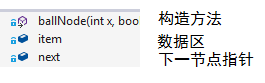 ballNode(int x, boo 构造方法
item 数据区
next 下一节点指针